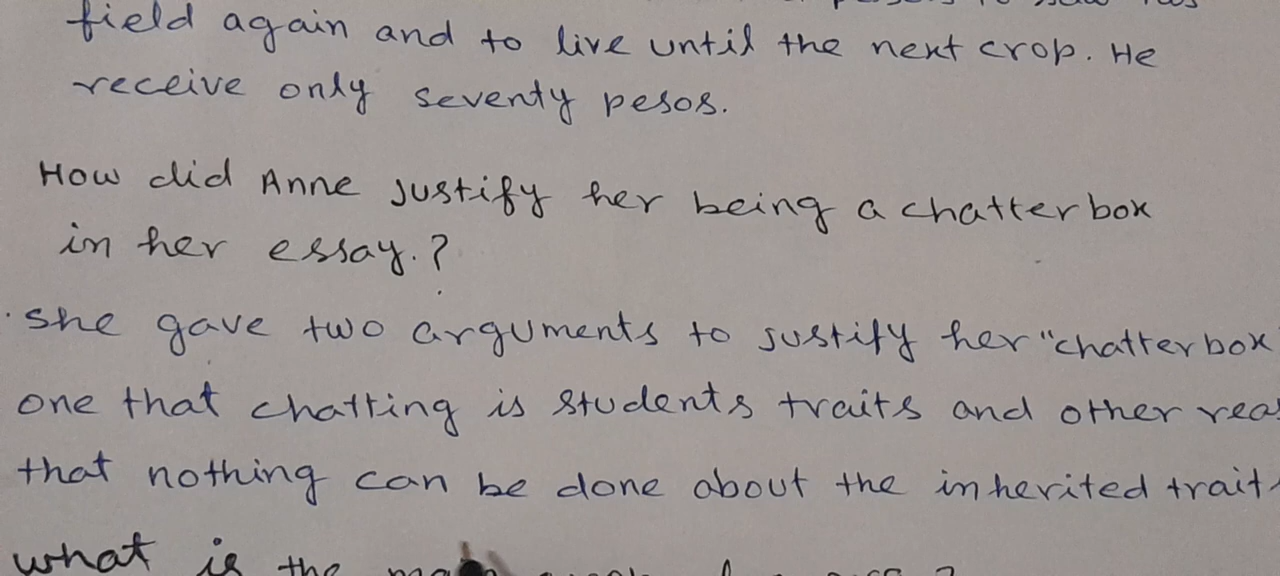 field again and to live until the next crop. He
receive only seventy pesos.
How did Anne justify her being a chatterbox
in her essay.?
She gave two arguments to justify her "chatterbox
one that chatting is students traits and other
that nothing can be done about the inherited trait
what is the